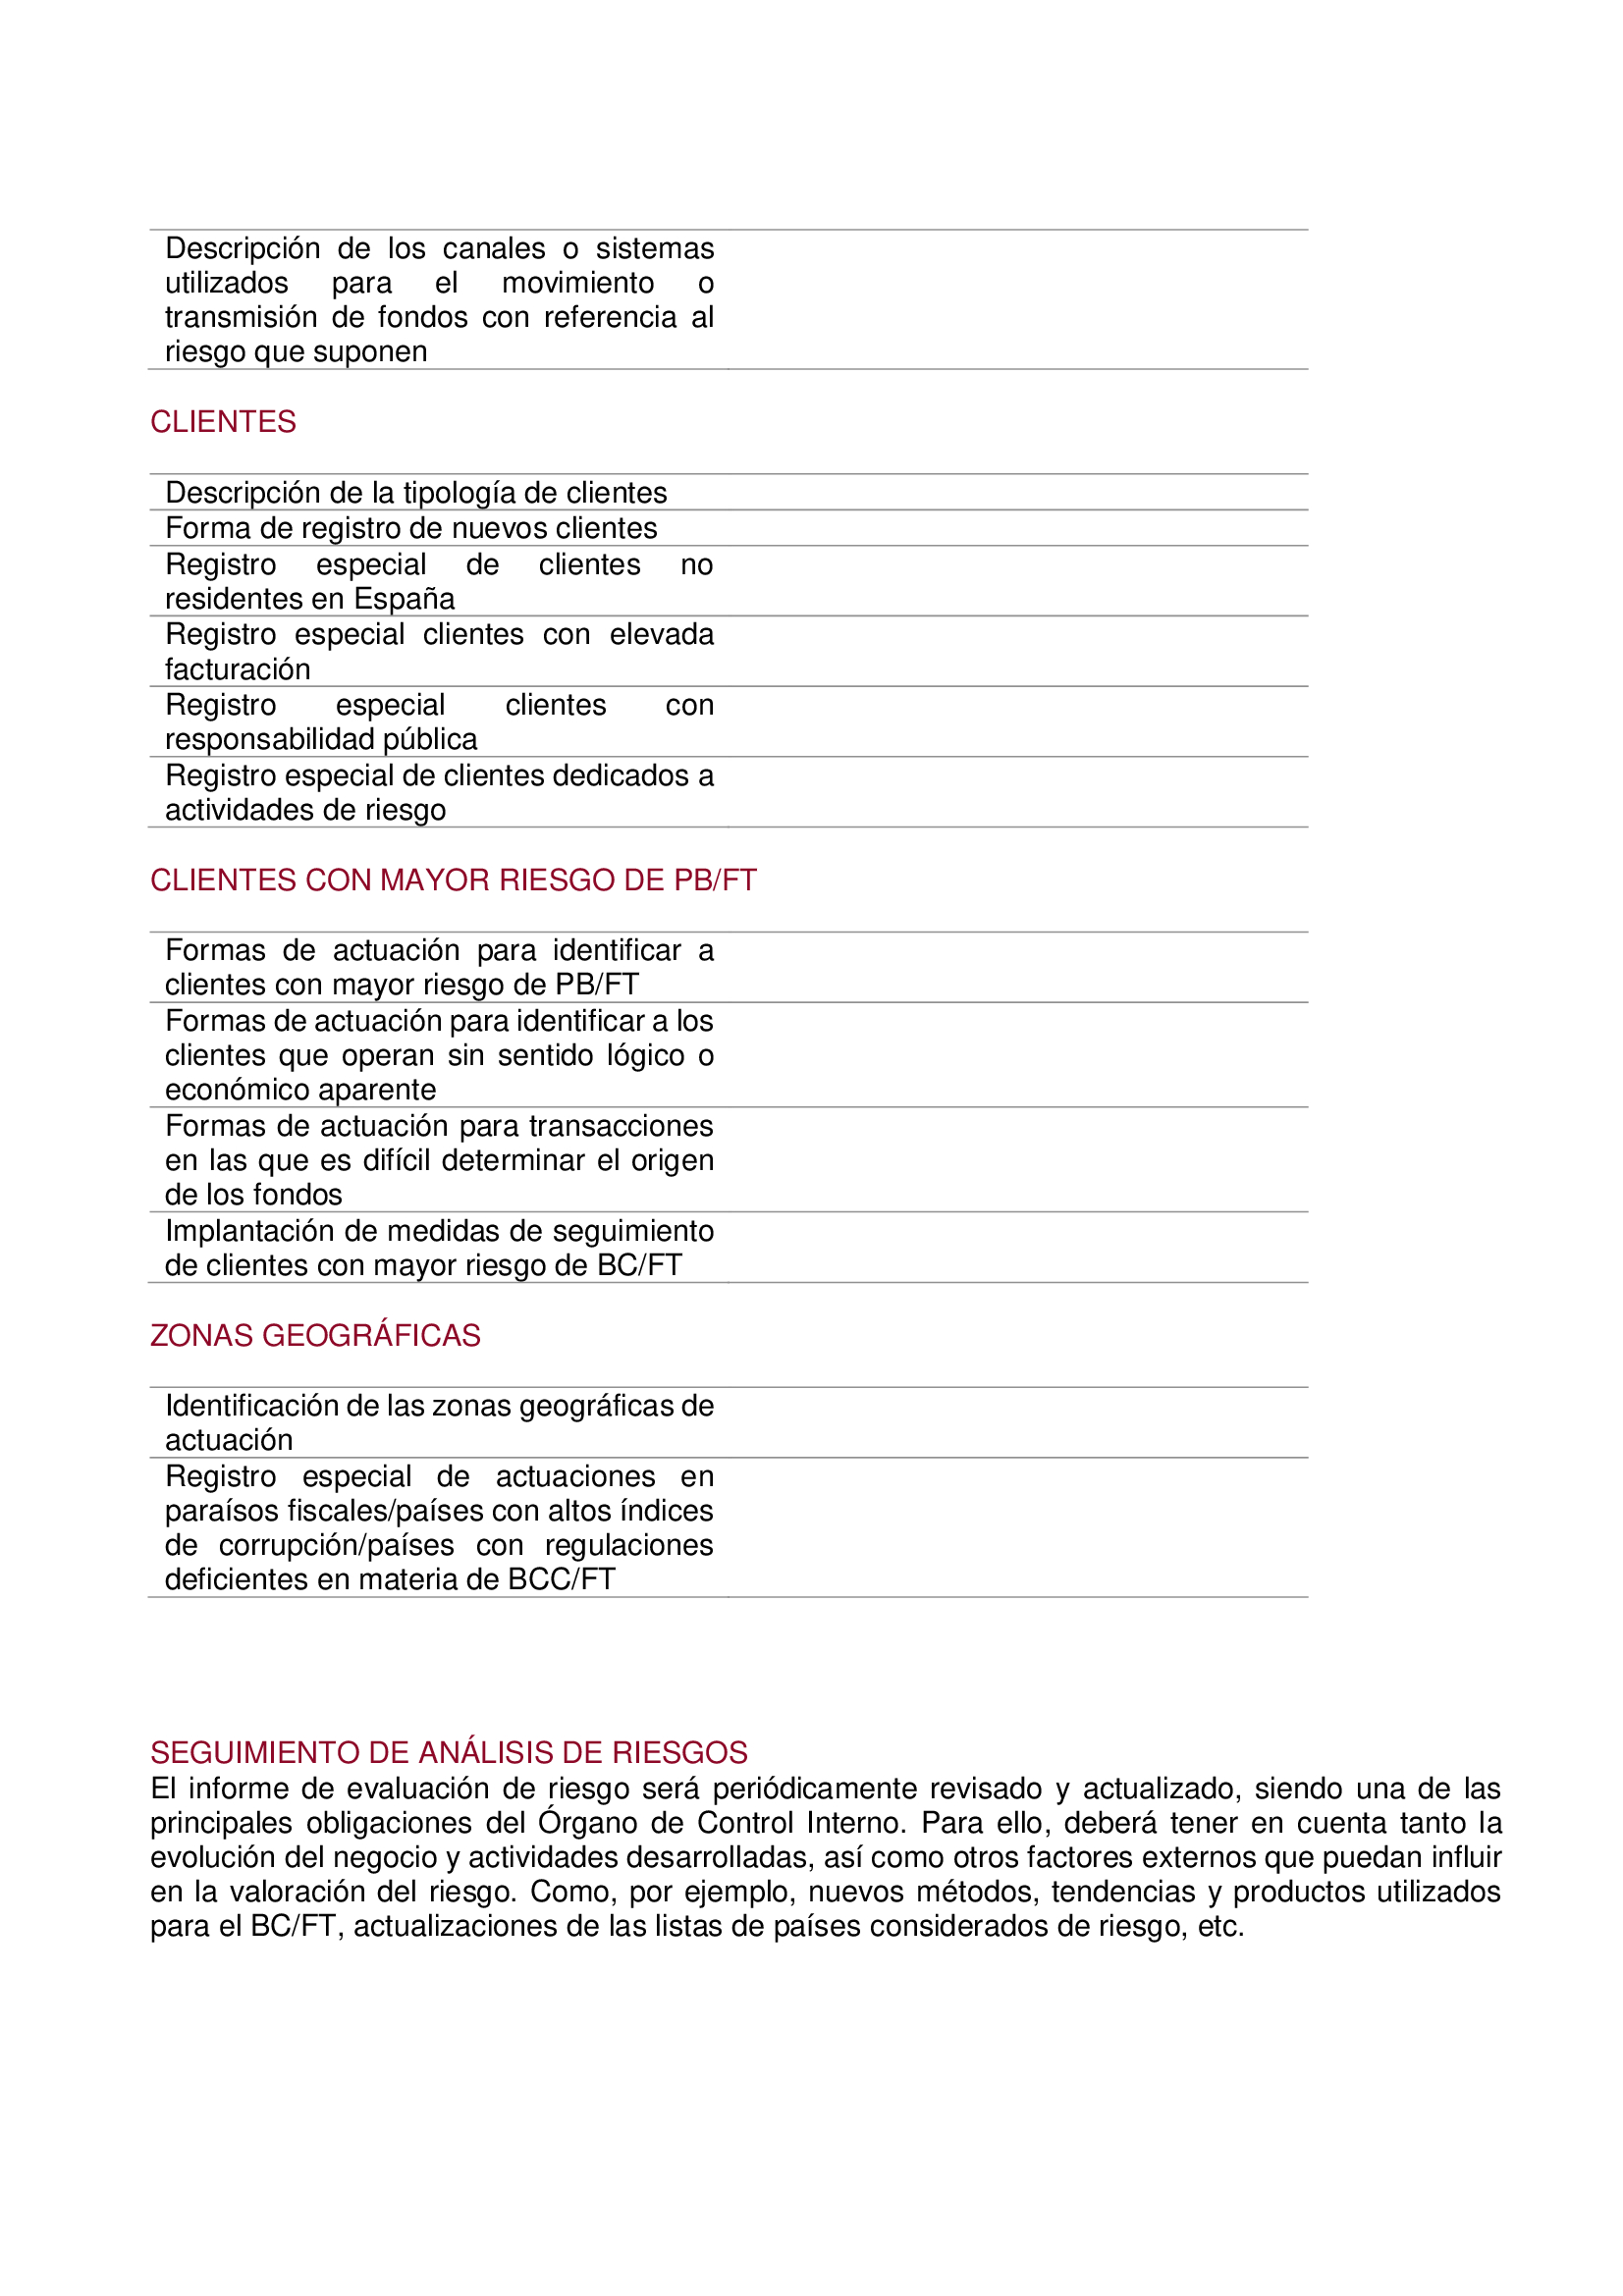 Descripción de los canales o sistemas
utilizados para el movimiento o
transmisión de fondos con referencia al
riesgo que suponen
CLIENTES
Descripción de la tipología de clientes
Forma de registro de nuevos clientes
Registro especial de clientes no
residentes en España
Registro especial clientes con elevada
facturación
Registro especial clientes con
responsabilidad pública
Registro especial de clientes dedicados a
actividades de riesgo
CLIENTES CON MAYOR RIESGO DE PB/FT
Formas de actuación para identificar a
clientes con mayor riesgo de PB/FT
Formas de actuación para identificar a los
clientes que operan sin sentido lógico o
económico aparente
Formas de actuación para transacciones
en las que es difícil determinar el origen
de los fondos
Implantación de medidas de seguimiento
de clientes con mayor riesgo de BC/FT
ZONAS GEOGRÁFICAS
Identificación de las zonas geográficas de
actuación
Registro especial de actuaciones en
paraísos fiscales/países con altos índices
de corrupción/países con regulaciones
deficientes en materia de BCC/FT
SEGUIMIENTO DE ANÁLISIS DE RIESGOS
El informe de evaluación de riesgo será periódicamente revisado y actualizado, siendo una de las
principales obligaciones del Órgano de Control Interno. Para ello, deberá tener en cuenta tanto la
evolución del negocio y actividades desarrolladas, así como otros factores externos que puedan influir
en la valoración del riesgo. Como, por ejemplo, nuevos métodos, tendencias y productos utilizados
para el BC/FT, actualizaciones de las listas de países considerados de riesgo, etc.